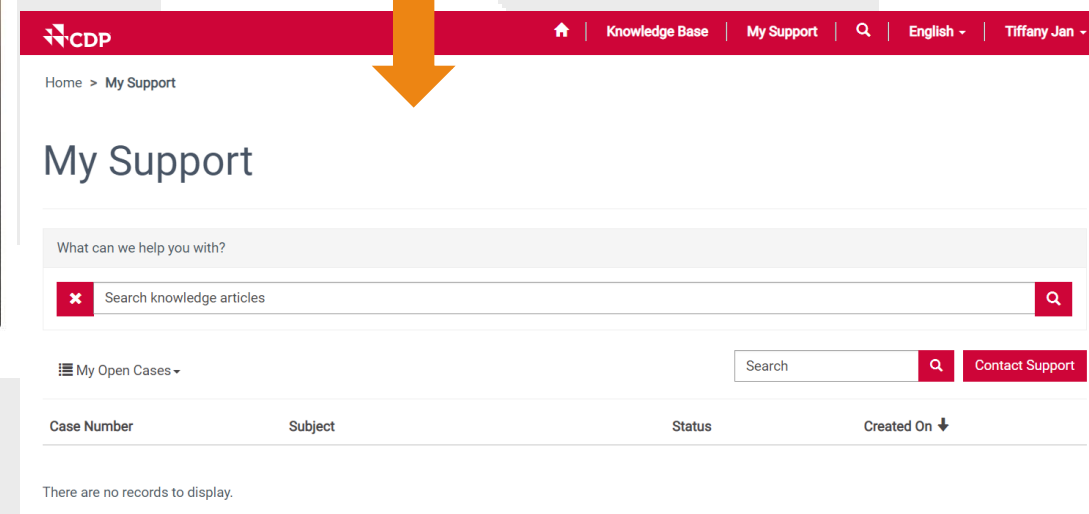 CDP Knowledge Base My Support English Tiffany Jan
Home > My Support
My Support
What can we help you with?
Search knowledge articles
My Open Cases Search Contact Support
Case Number Subject Status Created On
There are no records to display.